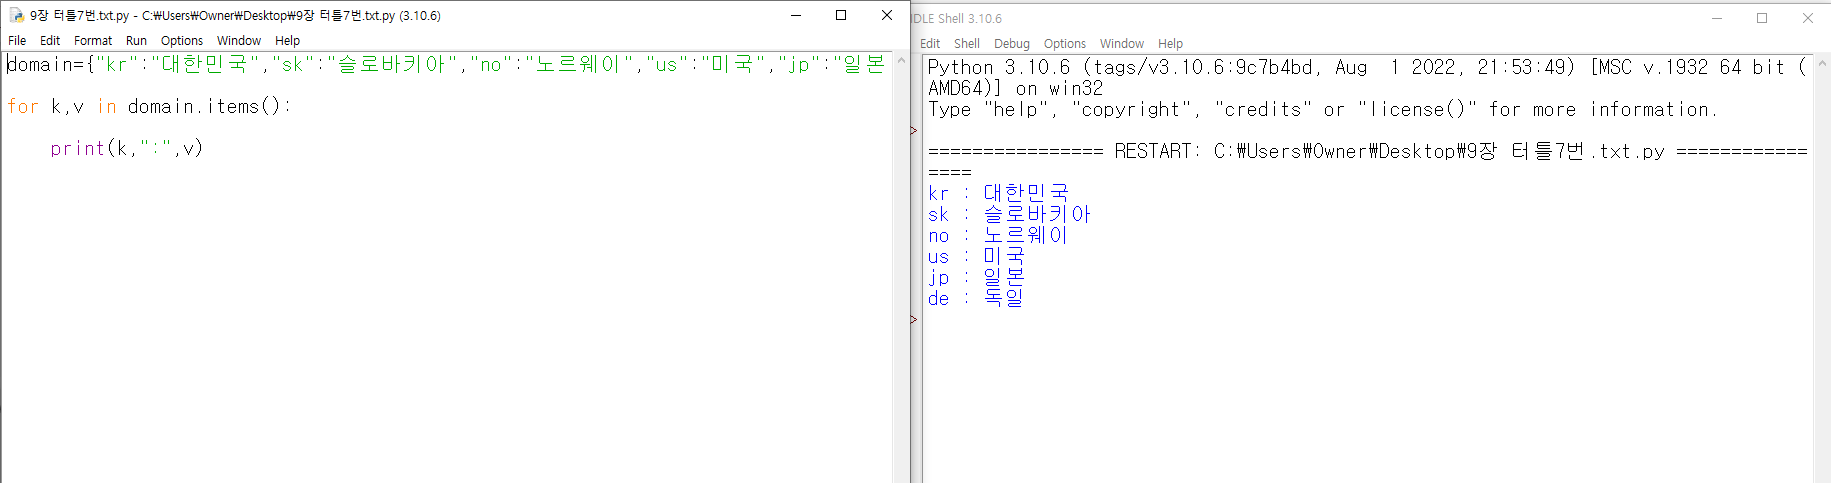 9장 터틀7번.txt.py - C:₩Users₩Owner₩Desktop₩9장 터틀7번.txt.py (3.10.6)
File Edit Format Run Options Window Help
domain={"kr":"대한민국","sk":"슬로바키아","no":"노르웨이","us":"미국","jp":"일본
for k,v in domain.items():
print(k,":",v)
IDLE Shell 3.10.6
Edit Shell Debug Options Window Help
Python 3.10.6 (tags/v3.10.6:9c7b4bd, Aug  1 2022, 21:53:49) [MSC v.1932 64 bit (
AMD64)] on win32
Type "help", "copyright", "credits" or "license()" for more information.
>
================ RESTART: C:₩Users₩Owner₩Desktop₩9장 터틀7번.txt.py =============
====
kr : 대한민국
sk : 슬로바키아
no : 노르웨이
us : 미국
jp : 일본
de : 독일
>